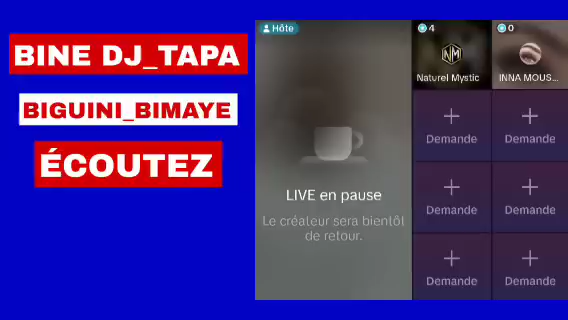 BINE DJ_TAPA
BIGUINI_BIMAYE
ÉCOUTEZ
Hôte
LIVE en pause
Le créateur sera bientôt
de retour.
4
NM
Naturel Mystic
0
INNA MOUS...
Demande
Demande
Demande
Demande
Demande
Demande